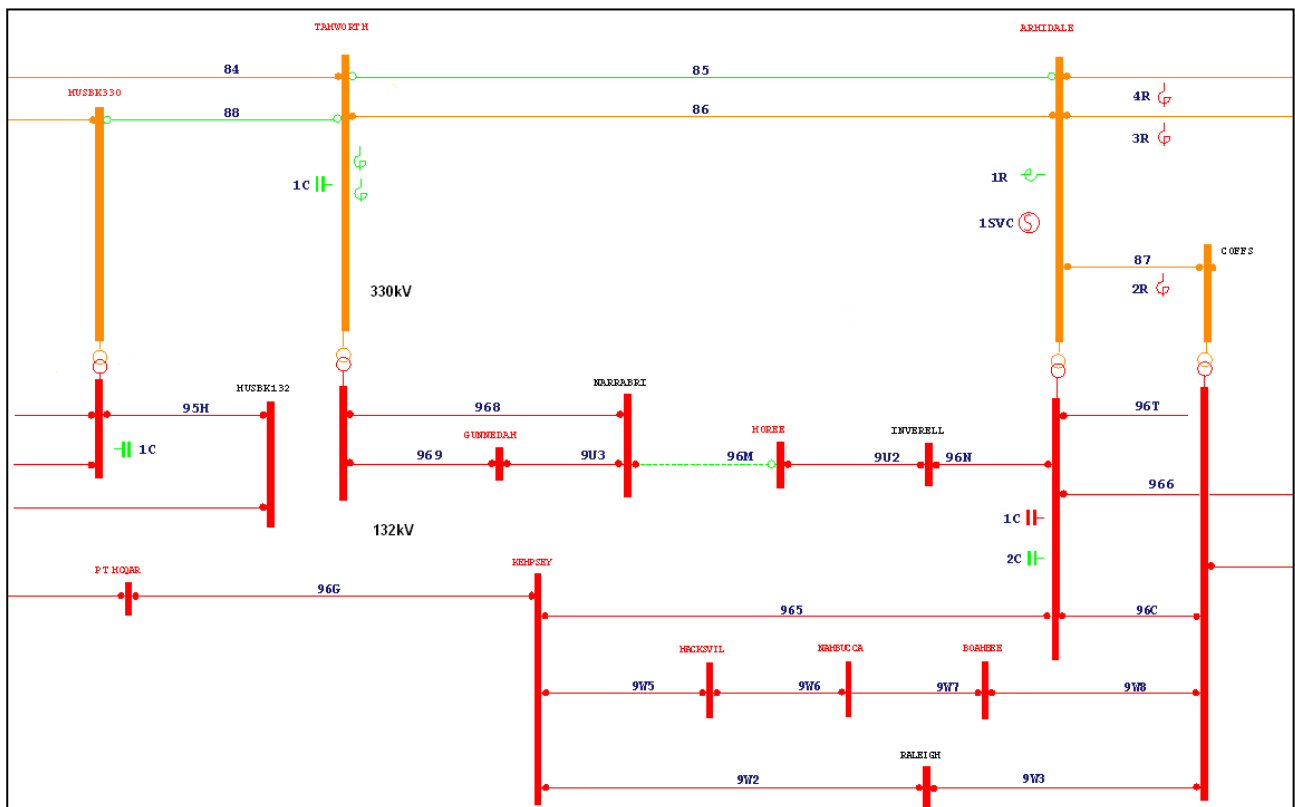 TAMWORTH
ARMIDALE
84
85
HUSBK330
4R
88
86
3R
1C
1R
1SVC
COFFS
87
2R
330kV
HUSBK132
NARRABRI
95H
968
96T
GUNNEDAH
MOREE
INVERELL
1C
969
9U3
96M
9U2
96N
966
1C
132kV
2C
KEMPSEY
PT MCQAR
96G
965
96C
MACKSVIL
NAMBUCCA
BOAMBEE
9W5
9W6
9W7
9W8
RALEIGH
9W2
9W3